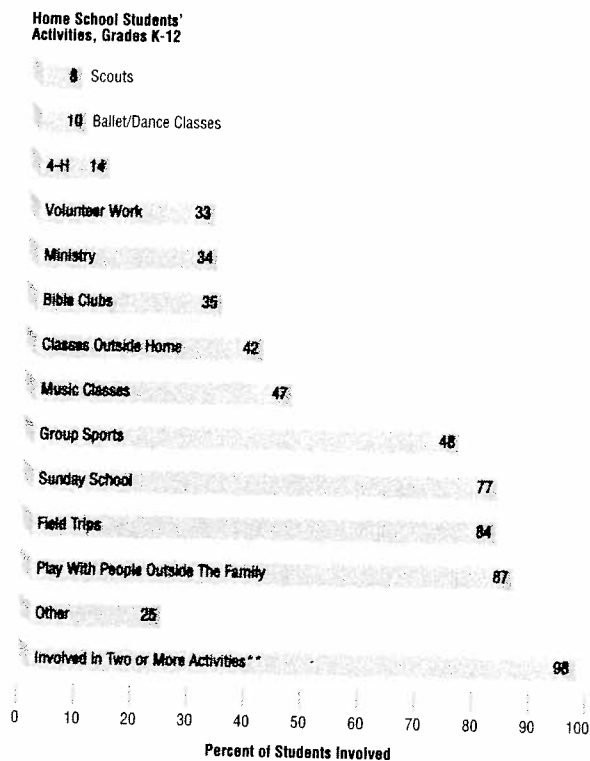 Home School Students'
Activities, Grades K-12
8 Scouts
10 Ballet/Dance Classes
4-H 14
Volunteer Work 33
Ministry 34
Bible Clubs 35
Classes Outside Home 42
Music Classes 47
Group Sports 48
Sunday School 77
Field Trips 84
Play With People Outside The Family 87
Other 25
Involved in Two or More Activities** 98
0 10 20 30 40 50 60 70 80 90 100
Percent of Students Involved